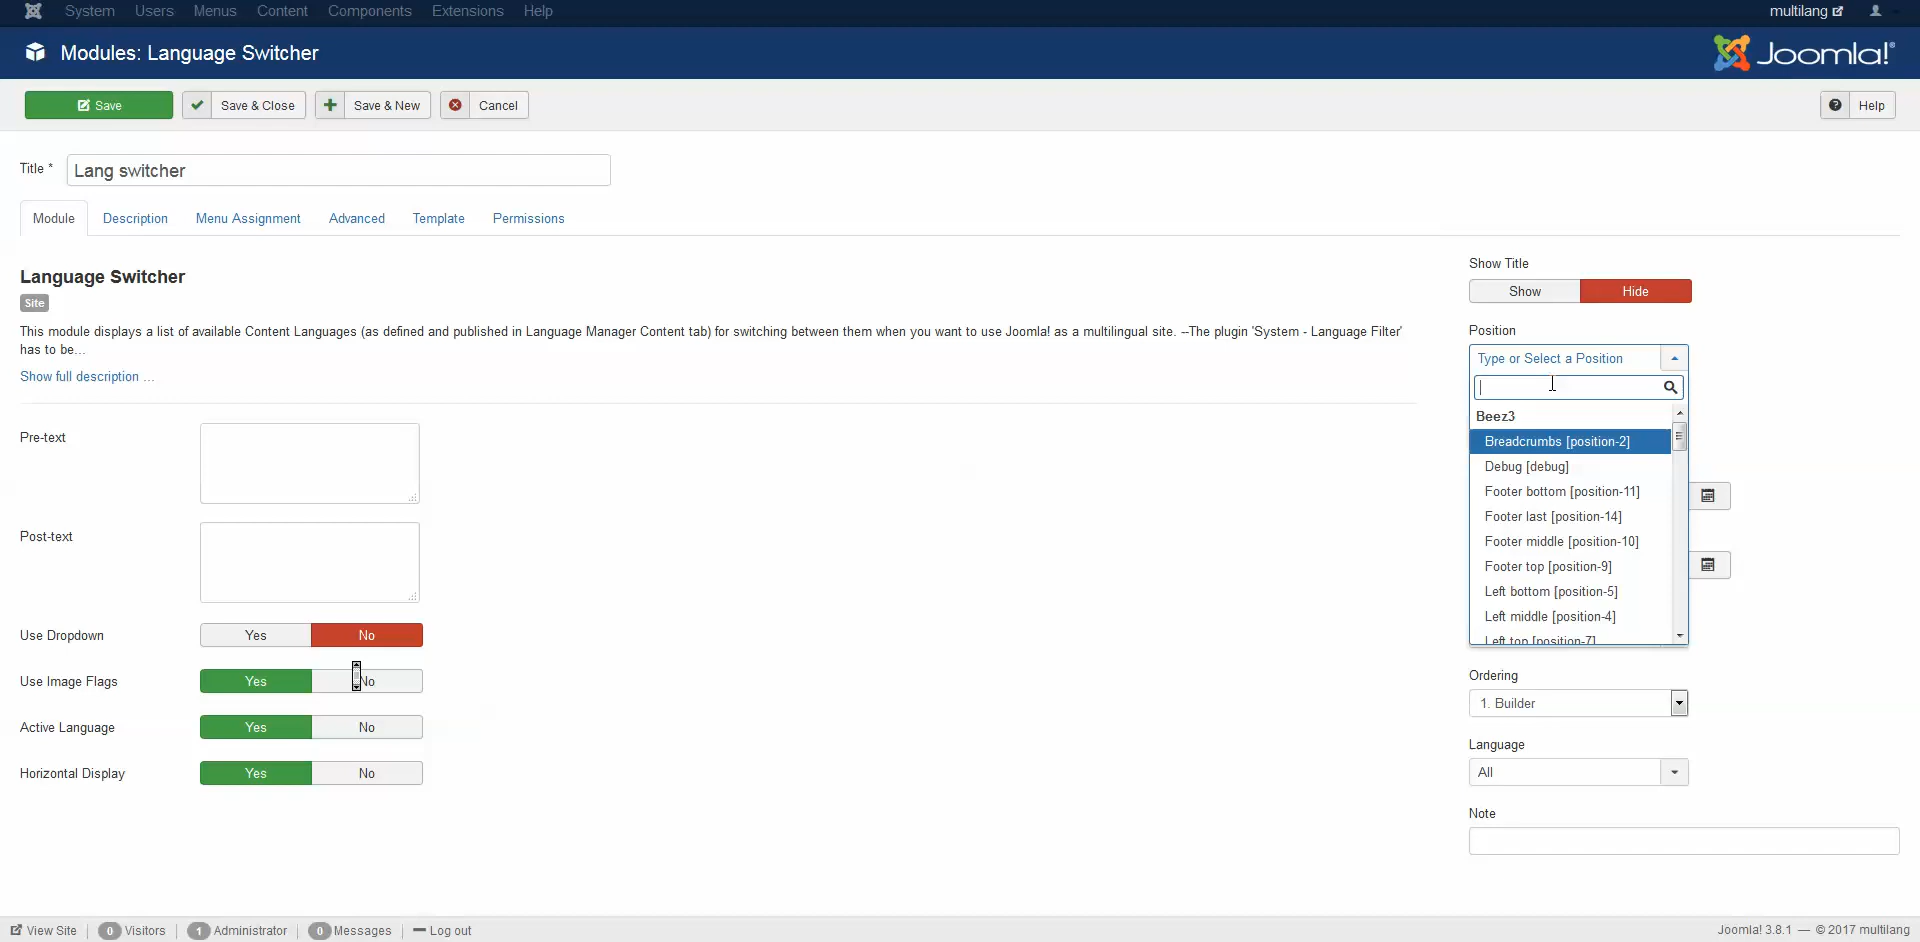 System Users Menus Content Components Extensions Help multilang
Modules: Language Switcher
Joomla!®
Save Save & Close Save & New Cancel Help
Title * Lang switcher
Module Description Menu Assignment Advanced Template Permissions
Language Switcher
Site
This module displays a list of available Content Languages (as defined and published in Language Manager Content tab) for switching between them when you want to use Joomla! as a multilingual site. --The plugin 'System - Language Filter'
has to be...
Show full description ...
Pre-text
Post-text
Use Dropdown Yes No
Use Image Flags Yes No
Active Language Yes No
Horizontal Display Yes No
Show Title
Show Hide
Position
Type or Select a Position
Beez3
Breadcrumbs [position-2]
Debug [debug]
Footer bottom [position-11]
Footer last [position-14]
Footer middle [position-10]
Footer top [position-9]
Left bottom [position-5]
Left middle [position-4]
Left top [position-7]
Ordering
1. Builder
Language
All
Note
View Site 0 Visitors 1 Administrator 0 Messages Log out Joomla! 3.8.1 — © 2017 multilang